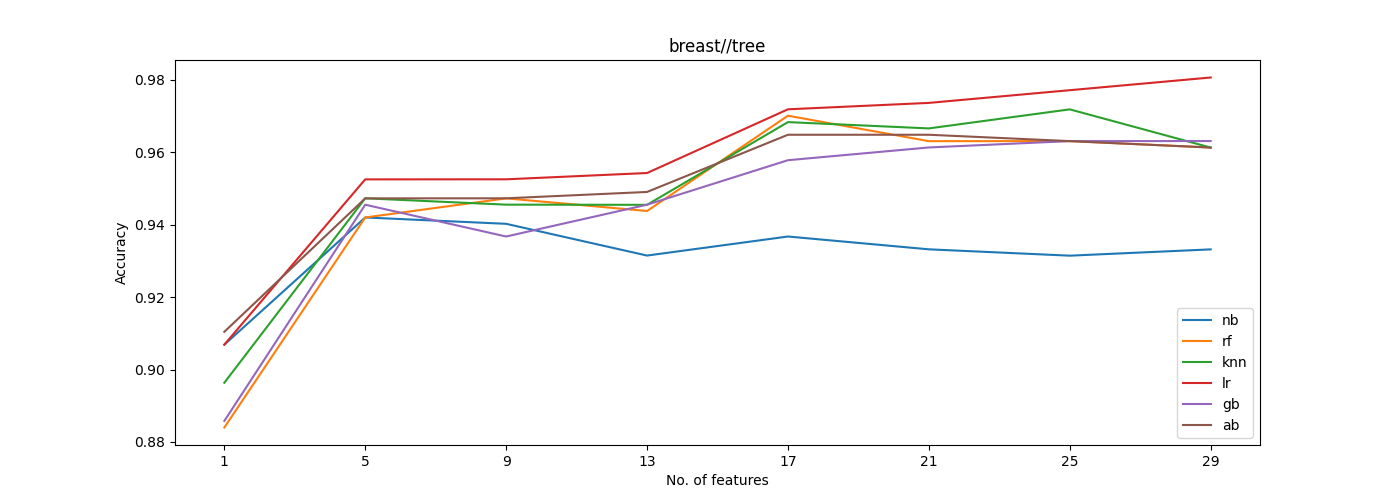 breast//tree
Accuracy
0.98
0.96
0.94
0.92
0.90
0.88
nb
rf
knn
lr
gb
ab
1 5 9 13 17 21 25 29
No. of features